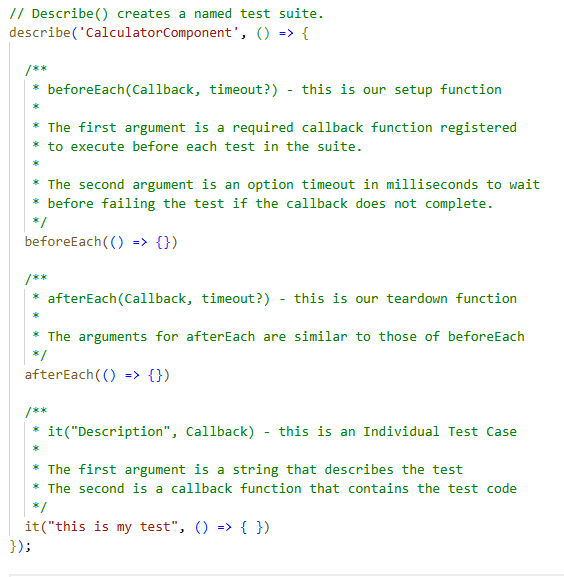 // Describe() creates a named test suite.
describe('CalculatorComponent', () => {
/**
* beforeEach(Callback, timeout?) - this is our setup function
*
* The first argument is a required callback function registered
* to execute before each test in the suite.
*
* The second argument is an option timeout in milliseconds to wait
* before failing the test if the callback does not complete.
*/
beforeEach(() => {})
/**
* afterEach(Callback, timeout?) - this is our teardown function
*
* The arguments for afterEach are similar to those of beforeEach
*/
afterEach(() => {})
/**
* it("Description", Callback) - this is an Individual Test Case
*
* The first argument is a string that describes the test
* The second is a callback function that contains the test code
*/
it("this is my test", () => { })
});